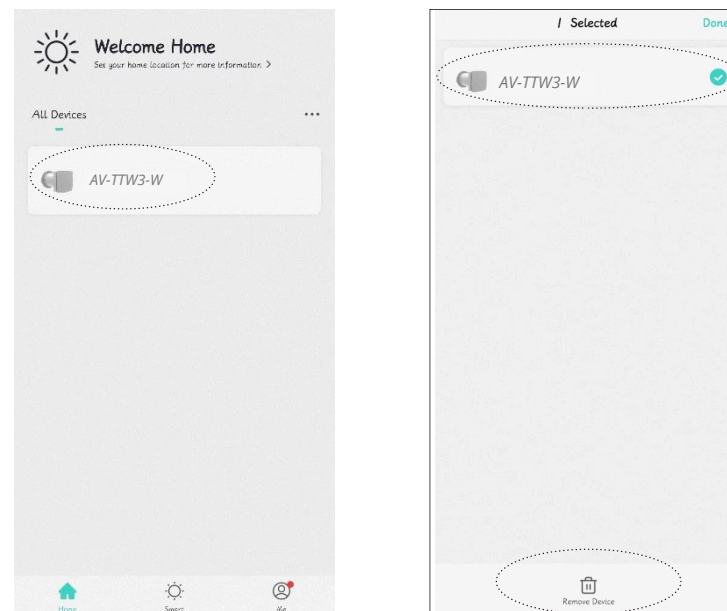 Welcome Home
See your home location for more information >
All Devices
AV-TTW3-W
Home
Smart
Me
1 Selected
Done
AV-TTW3-W
Remove Device